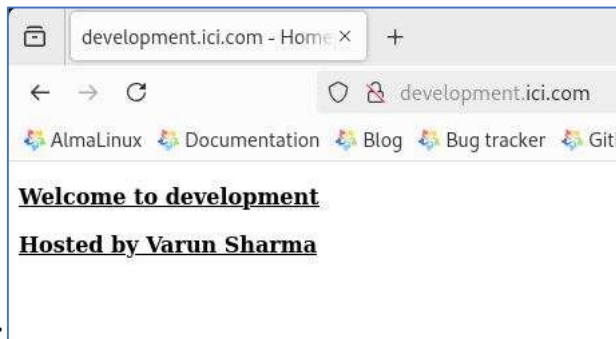 development.ici.com - Home
development.ici.com
AlmaLinux Documentation Blog Bug tracker
Welcome to development
Hosted by Varun Sharma